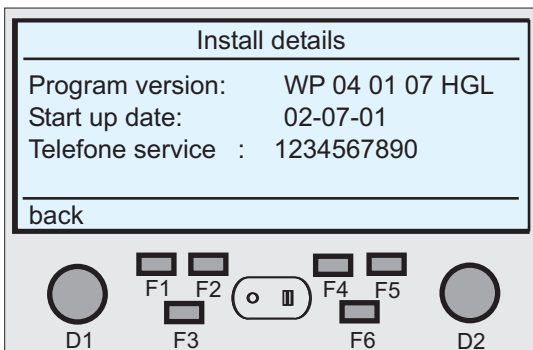 Install details
Program version: WP 04 01 07 HGL
Start up date: 02-07-01
Telefone service : 1234567890
back
F1 F2 F4 F5
D1 F3 F6 D2